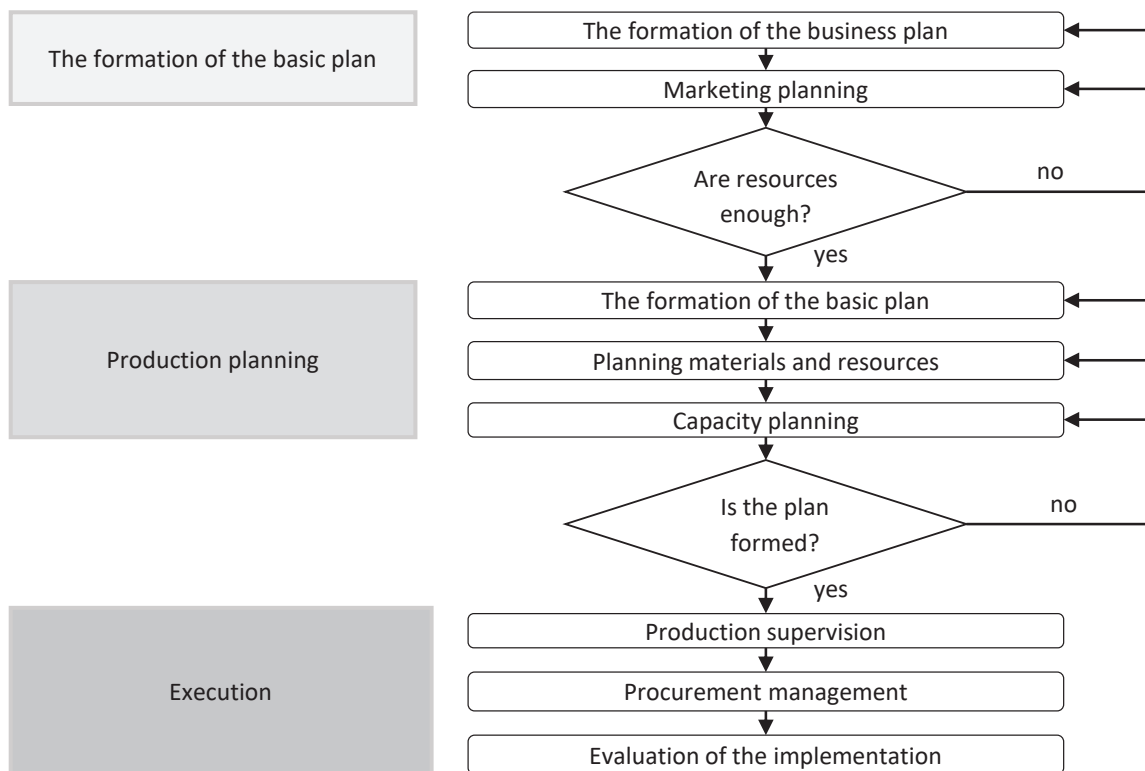 The formation of the basic plan
The formation of the business plan
Marketing planning
Are resources
enough?
no
yes
Production planning
The formation of the basic plan
Planning materials and resources
Capacity planning
Is the plan
formed?
no
yes
Execution
Production supervision
Procurement management
Evaluation of the implementation